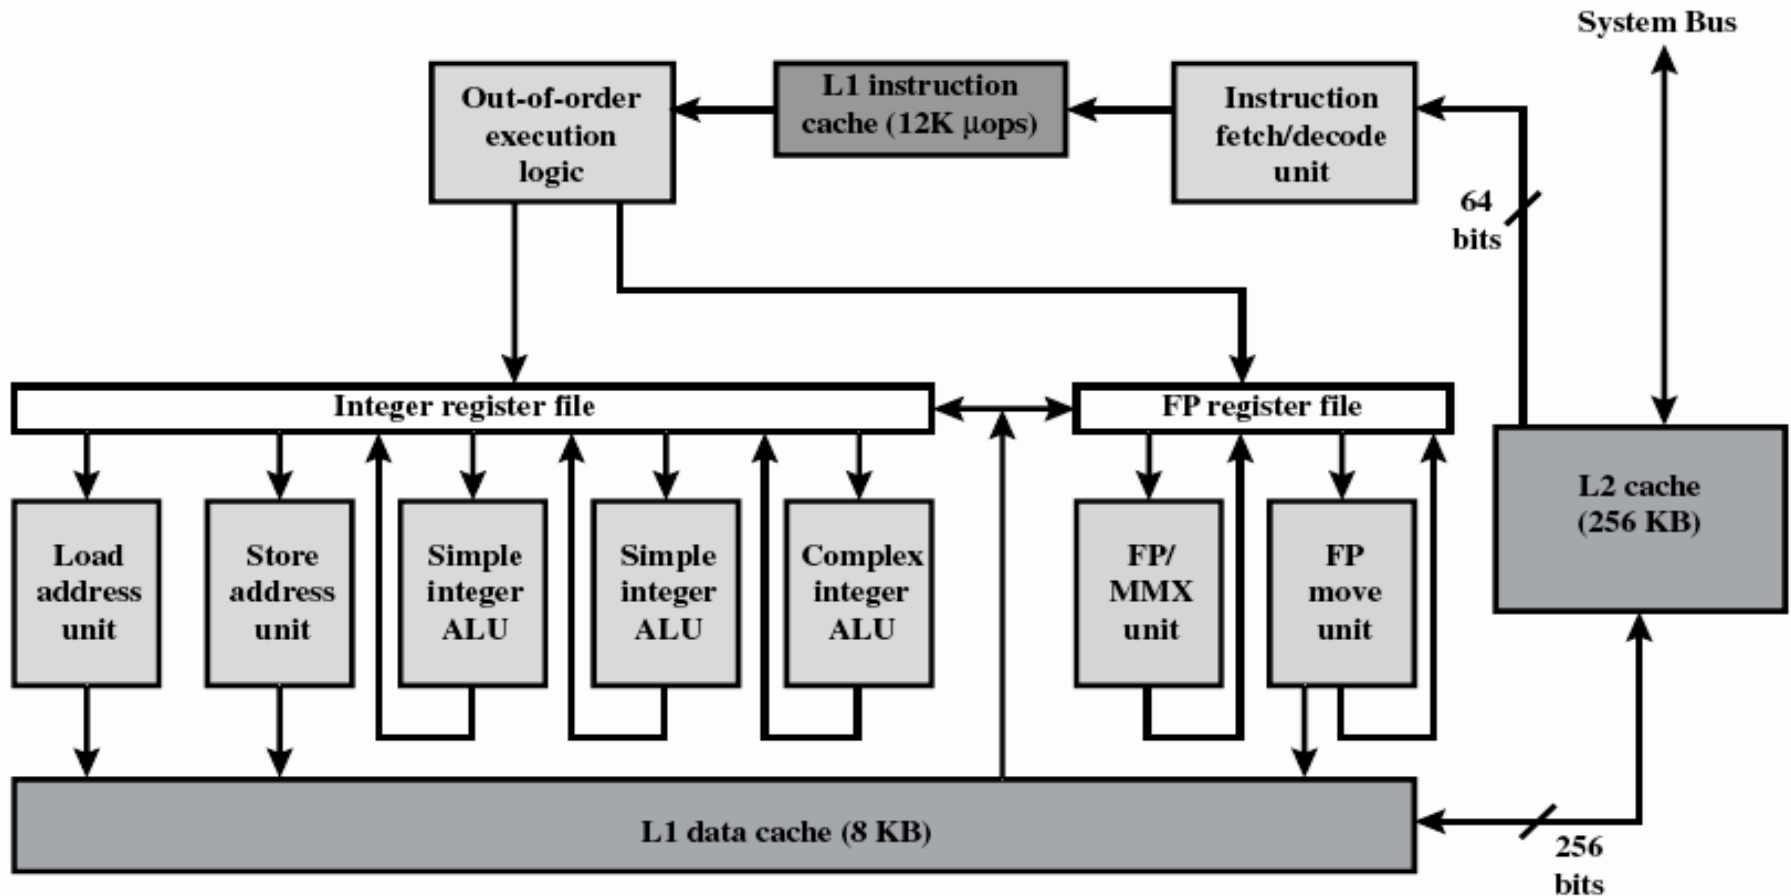 System Bus
Out-of-order
execution
logic
L1 instruction
cache (12K µops)
Instruction
fetch/decode
unit
64
bits
Integer register file
FP register file
L2 cache
(256 KB)
Load
address
unit
Store
address
unit
Simple
integer
ALU
Simple
integer
ALU
Complex
integer
ALU
FP/
MMX
unit
FP
move
unit
L1 data cache (8 KB)
256
bits